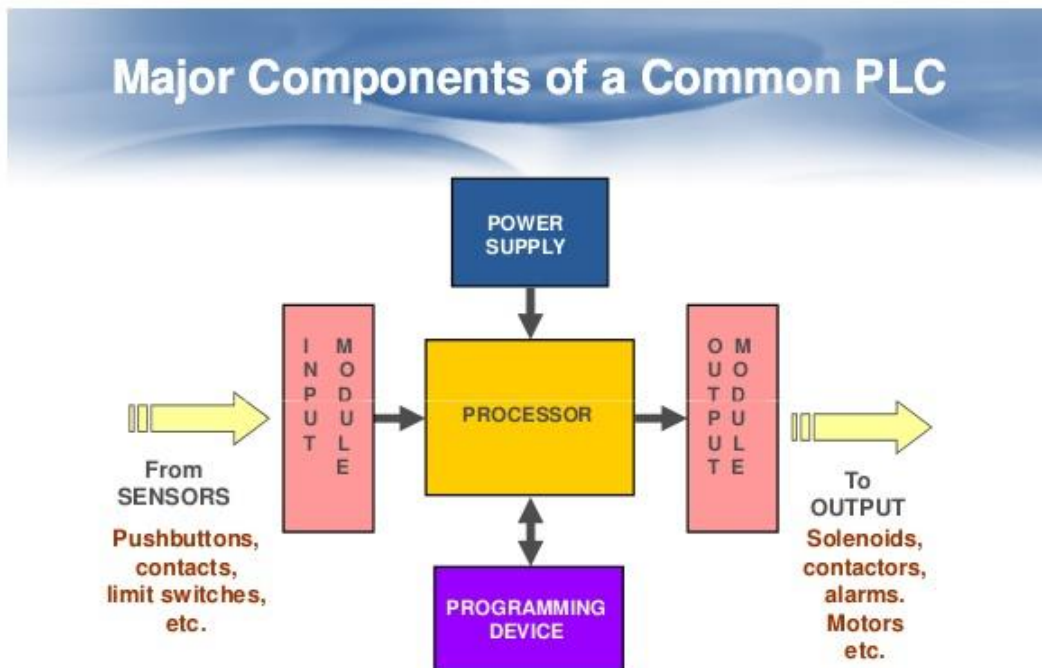 Major Components of a Common PLC
POWER
SUPPLY
INPUT MODULE
PROCESSOR
OUTPUT MODULE
From
SENSORS
Pushbuttons,
contacts,
limit switches,
etc.
To
OUTPUT
Solenoids,
contactors,
alarms.
Motors
etc.
PROGRAMMING
DEVICE